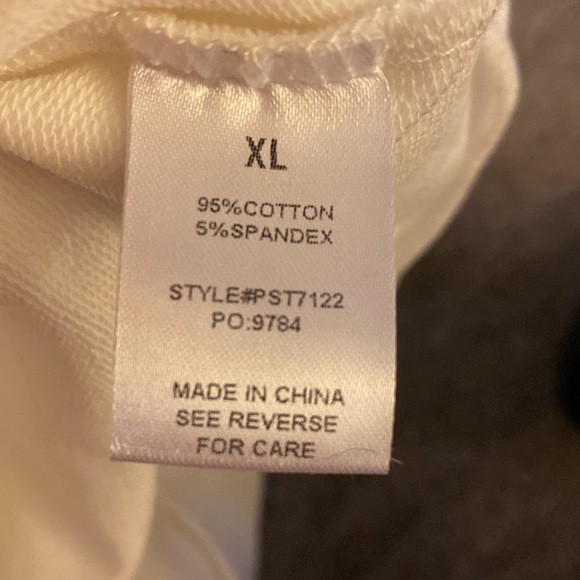 XL
95%COTTON
5%SPANDEX
STYLE#PST7122
PO:9784
MADE IN CHINA
SEE REVERSE
FOR CARE